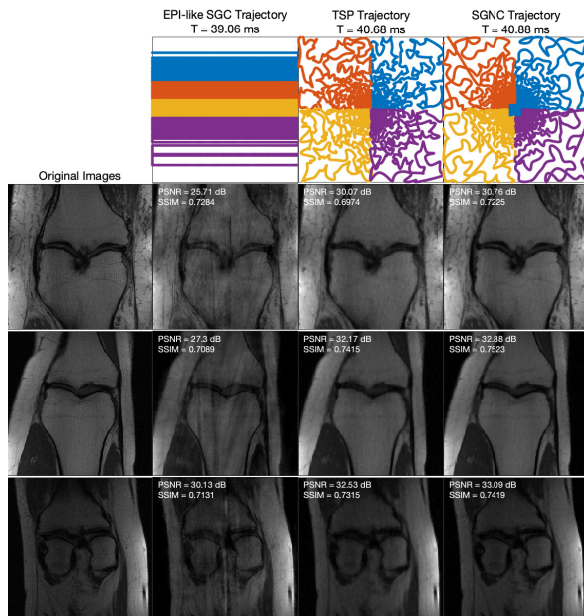 EPI-like SGC Trajectory
T = 39.06 ms
TSP Trajectory
T = 40.68 ms
SGNC Trajectory
T = 40.88 ms
Original Images
PSNR = 25.71 dB
SSIM = 0.7284
PSNR = 30.07 dB
SSIM = 0.6974
PSNR = 30.76 dB
SSIM = 0.7225
PSNR = 27.3 dB
SSIM = 0.7089
PSNR = 32.17 dB
SSIM = 0.7415
PSNR = 32.88 dB
SSIM = 0.7523
PSNR = 30.13 dB
SSIM = 0.7131
PSNR = 32.53 dB
SSIM = 0.7315
PSNR = 33.09 dB
SSIM = 0.7419